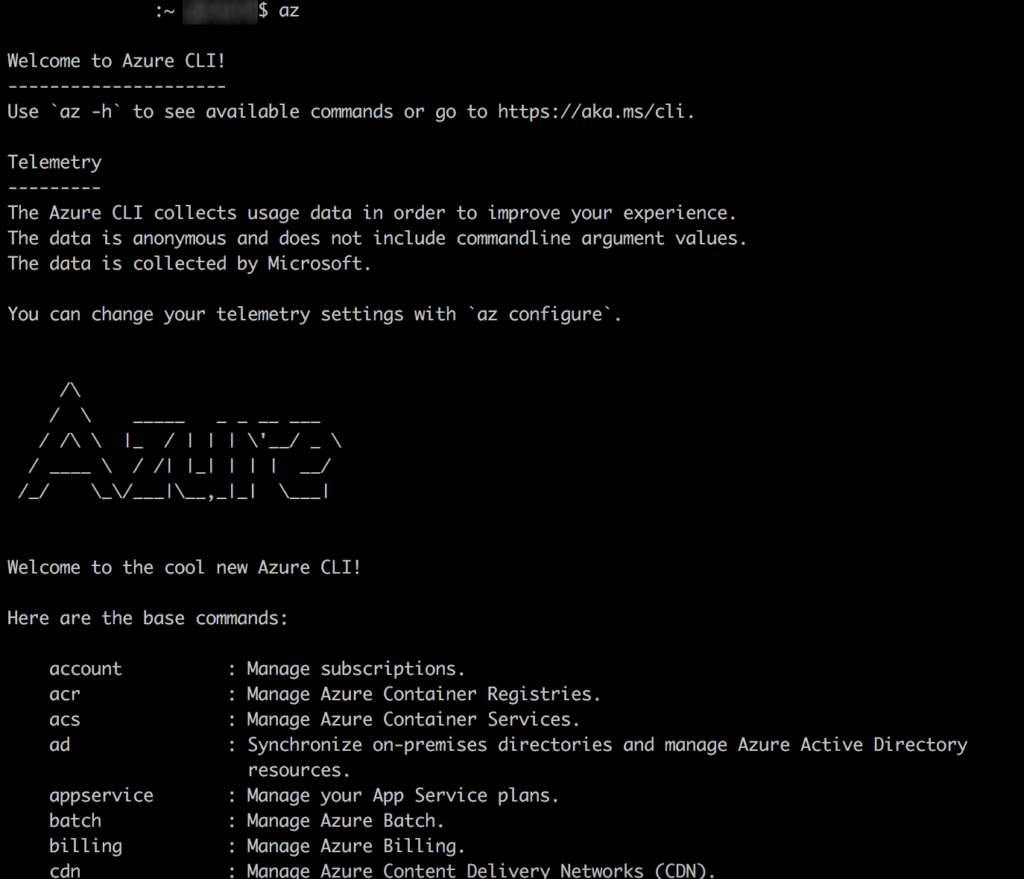 :~ $ az
Welcome to Azure CLI!
---------------------
Use `az -h` to see available commands or go to https://aka.ms/cli.
Telemetry
---------
The Azure CLI collects usage data in order to improve your experience.
The data is anonymous and does not include commandline argument values.
The data is collected by Microsoft.
You can change your telemetry settings with `az configure`.
     /\
    /  \    _____   _ _ __ ___
   / /\ \  |_  / | | | \'__/ _ \
  / ____ \  / /| |_| | | |  __/
 /_/    \_\/___|\__,_|_|  \___|
Welcome to the cool new Azure CLI!
Here are the base commands:
account : Manage subscriptions.
acr : Manage Azure Container Registries.
acs : Manage Azure Container Services.
ad : Synchronize on-premises directories and manage Azure Active Directory
resources.
appservice : Manage your App Service plans.
batch : Manage Azure Batch.
billing : Manage Azure Billing.
cdn : Manage Azure Content Delivery Networks (CDN).